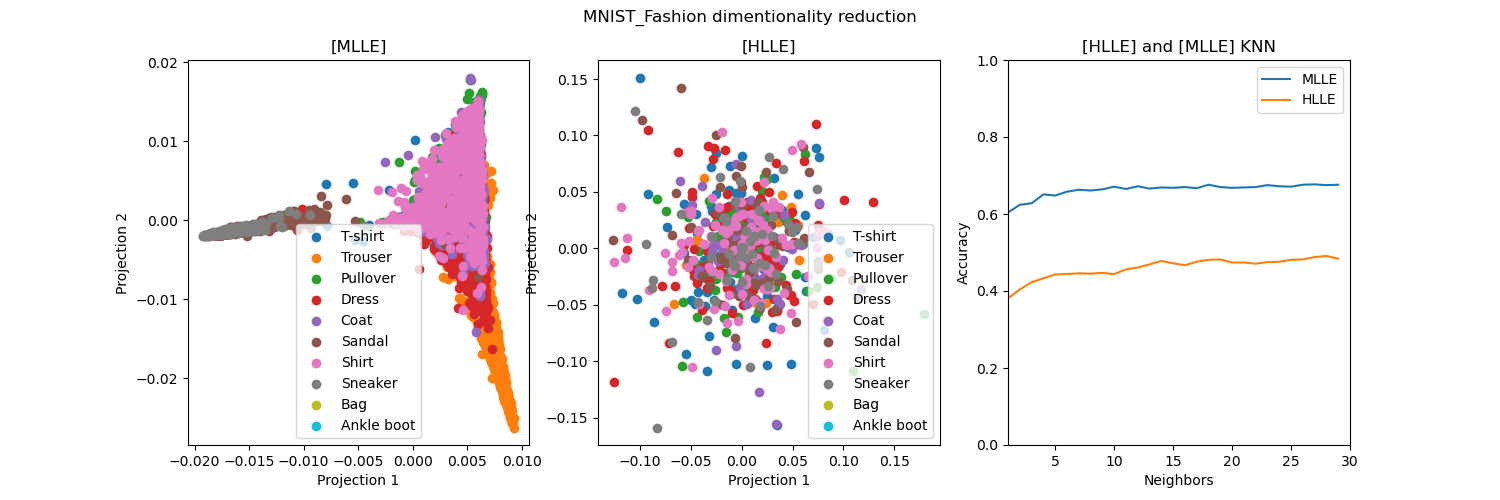 MNIST_Fashion dimentionality reduction
[MLLE]
0.02
0.01
0.00
−0.01
−0.02
Projection 2
T-shirt
Trouser
Pullover
Dress
Coat
Sandal
Shirt
Sneaker
Bag
Ankle boot
−0.020
−0.015
−0.010
−0.005
0.000
0.005
0.010
Projection 1
[HLLE]
0.15
0.10
0.05
0.00
−0.05
−0.10
−0.15
Projection 2
T-shirt
Trouser
Pullover
Dress
Coat
Sandal
Shirt
Sneaker
Bag
Ankle boot
−0.10
−0.05
0.00
0.05
0.10
0.15
Projection 1
[HLLE] and [MLLE] KNN
1.0
0.8
0.6
0.4
0.2
0.0
Accuracy
MLLE
HLLE
5
10
15
20
25
30
Neighbors